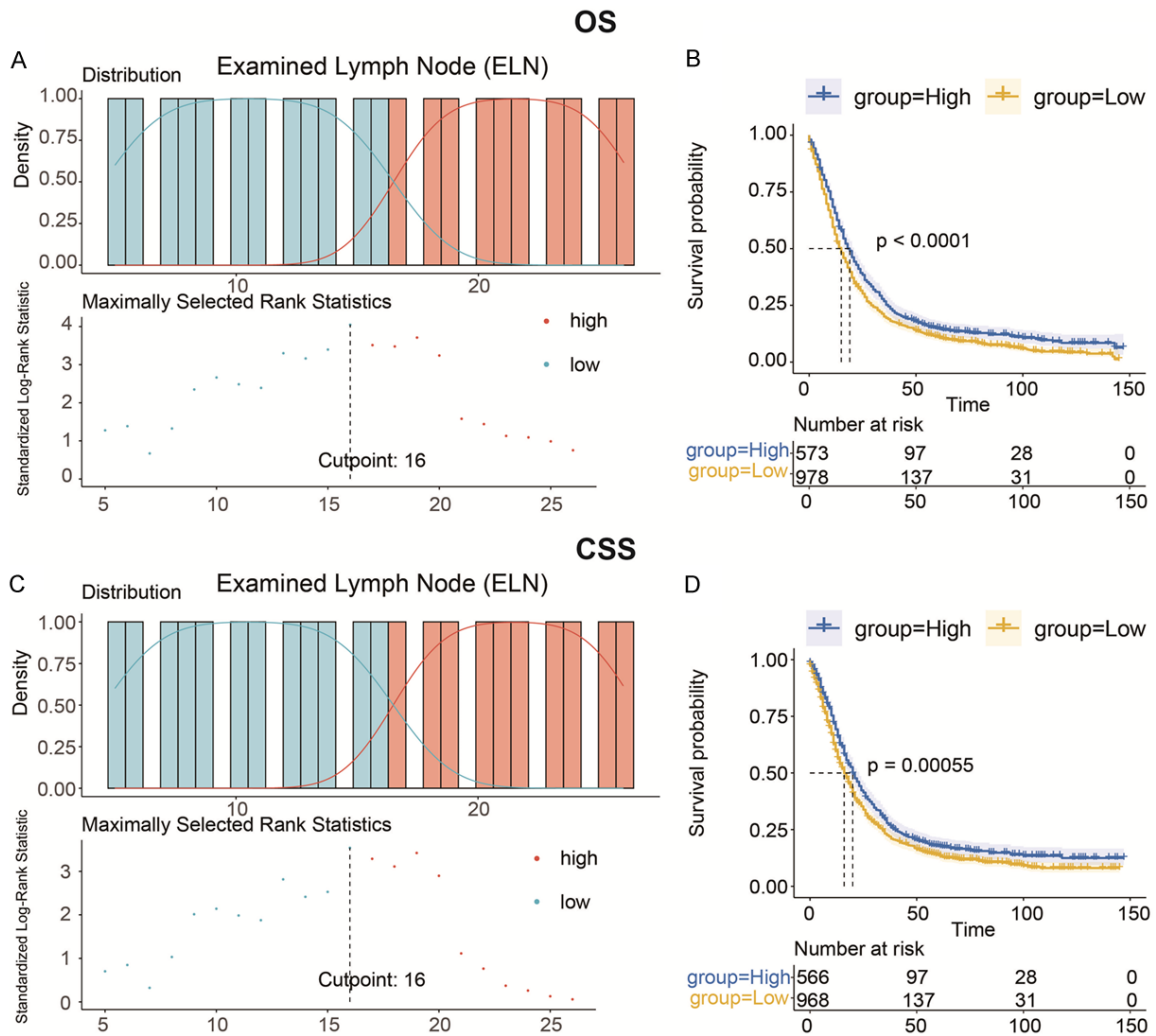 OS
A
Distribution
Examined Lymph Node (ELN)
Density
1.00
0.75
0.50
0.25
0.00
10 20
Maximally Selected Rank Statistics
Standardized Log-Rank Statistic
4
3
2
1
0
high
low
Cutpoint: 16
5 10 15 20 25
B
group=High group=Low
Survival probability
1.00
0.75
0.50
0.25
0.00
p < 0.0001
0 50 100 150
Time
Number at risk
group=High 573 97 28 0
group=Low 978 137 31 0
0 50 100 150
CSS
C
Distribution
Examined Lymph Node (ELN)
Density
1.00
0.75
0.50
0.25
0.00
10 20
Maximally Selected Rank Statistics
Standardized Log-Rank Statistic
3
2
1
0
high
low
Cutpoint: 16
5 10 15 20 25
D
group=High group=Low
Survival probability
1.00
0.75
0.50
0.25
0.00
p = 0.00055
0 50 100 150
Time
Number at risk
group=High 566 97 28 0
group=Low 968 137 31 0
0 50 100 150